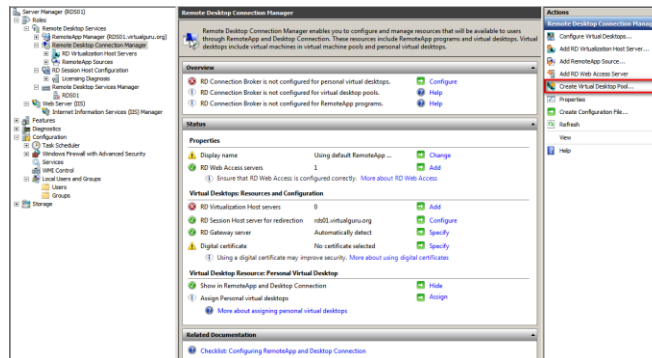 Server Manager (RDS01)
Roles
Remote Desktop Services
RemoteApp Manager (RDS01.virtualguru.org)
Remote Desktop Connection Manager
RD Virtualization Host Servers
RemoteApp Sources
RD Session Host Configuration
Licensing Diagnosis
Remote Desktop Services Manager
RDS01
Web Server (IIS)
Internet Information Services (IIS) Manager
Features
Diagnostics
Configuration
Task Scheduler
Windows Firewall with Advanced Security
Services
WMI Control
Local Users and Groups
Users
Groups
Storage
Remote Desktop Connection Manager
Remote Desktop Connection Manager enables you to configure and manage resources that will be available to users
through RemoteApp and Desktop Connection. These resources include RemoteApp programs and virtual desktops. Virtual
desktops include virtual machines in virtual machine pools and personal virtual desktops.
Overview
RD Connection Broker is not configured for personal virtual desktops. Configure
RD Connection Broker is not configured for virtual desktop pools. Help
RD Connection Broker is not configured for RemoteApp programs. Help
Status
Properties
Display name Using default RemoteApp ... Change
RD Web Access servers 1 Add
Ensure that RD Web Access is configured correctly. More about RD Web Access
Virtual Desktops: Resources and Configuration
RD Virtualization Host servers 0 Add
RD Session Host server for redirection rds01.virtualguru.org Configure
RD Gateway server Automatically detect Specify
Digital certificate No certificate selected Specify
Using a digital certificate may improve security. More about using digital certificates
Virtual Desktop Resource: Personal Virtual Desktop
Show in RemoteApp and Desktop Connection Hide
Assign Personal virtual desktops Assign
More about assigning personal virtual desktops
Related Documentation
Checklist: Configuring RemoteApp and Desktop Connection
Actions
Remote Desktop Connection Manag
Configure Virtual Desktops...
Add RD Virtualization Host Server...
Add RemoteApp Source...
Add RD Web Access Server
Create Virtual Desktop Pool...
Properties
Create Configuration File...
Refresh
View
Help